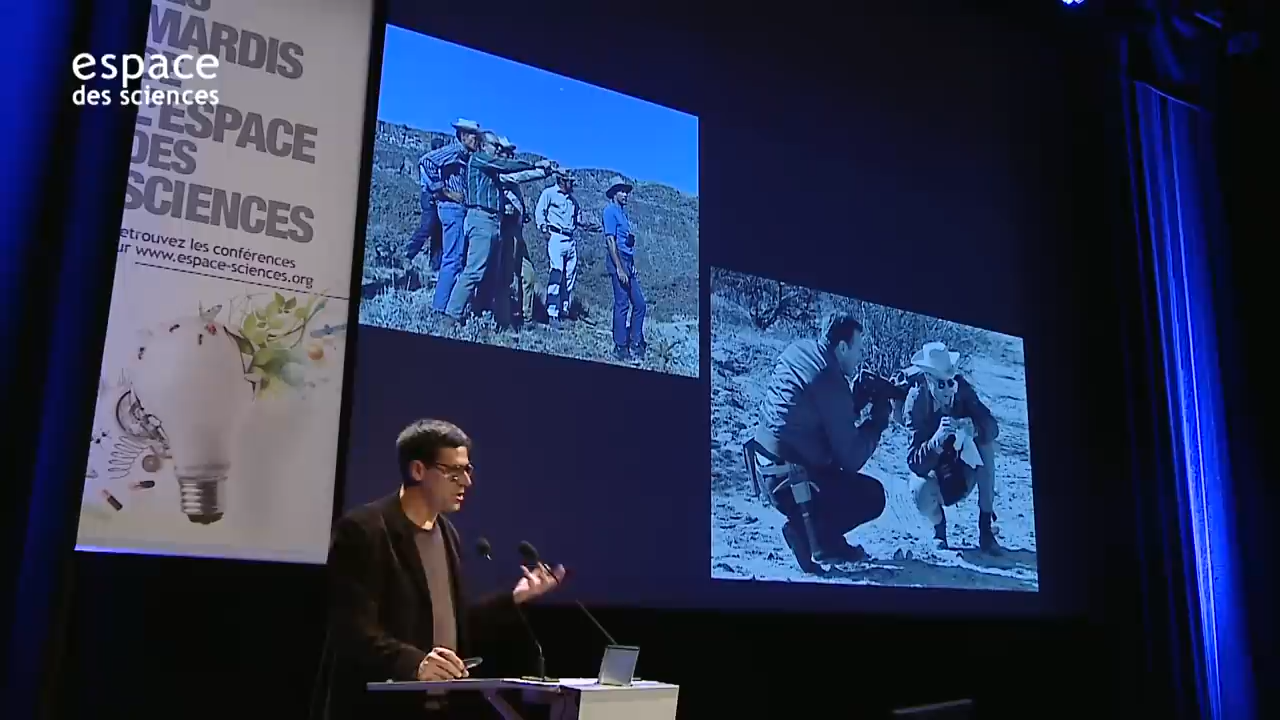 espace
des sciences
MARDIS
L'ESPACE
DES
SCIENCES
etrouvez les conférences
ur www.espace-sciences.org